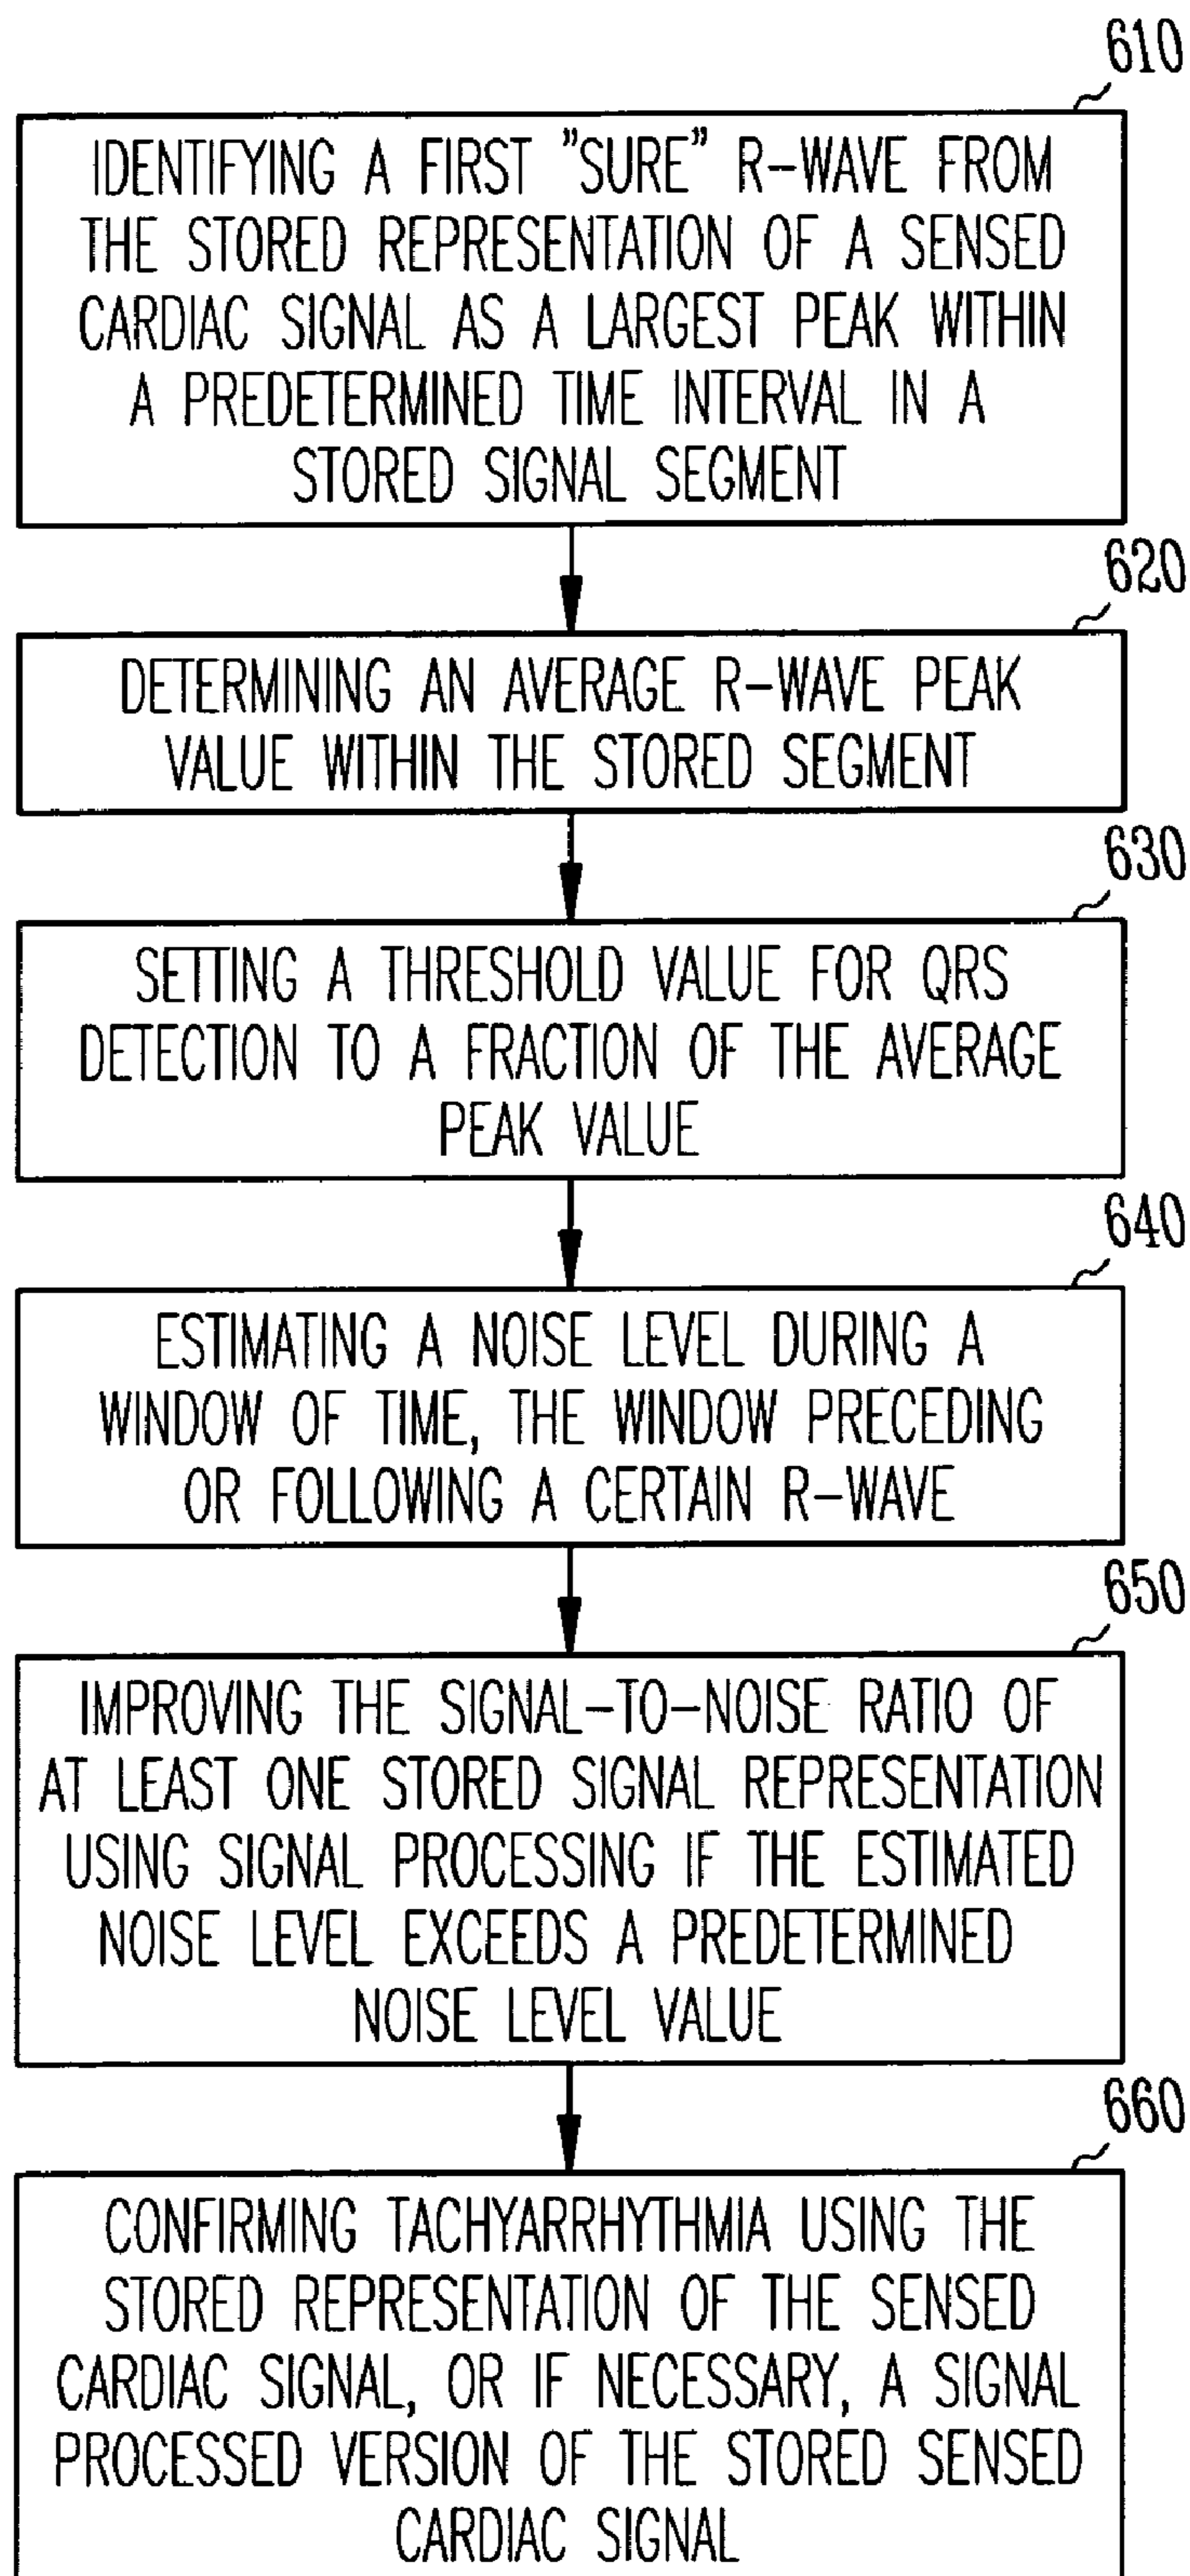 610
IDENTIFYING A FIRST "SURE" R-WAVE FROM
THE STORED REPRESENTATION OF A SENSED
CARDIAC SIGNAL AS A LARGEST PEAK WITHIN
A PREDETERMINED TIME INTERVAL IN A
STORED SIGNAL SEGMENT
620
DETERMINING AN AVERAGE R-WAVE PEAK
VALUE WITHIN THE STORED SEGMENT
630
SETTING A THRESHOLD VALUE FOR QRS
DETECTION TO A FRACTION OF THE AVERAGE
PEAK VALUE
640
ESTIMATING A NOISE LEVEL DURING A
WINDOW OF TIME, THE WINDOW PRECEDING
OR FOLLOWING A CERTAIN R-WAVE
650
IMPROVING THE SIGNAL-TO-NOISE RATIO OF
AT LEAST ONE STORED SIGNAL REPRESENTATION
USING SIGNAL PROCESSING IF THE ESTIMATED
NOISE LEVEL EXCEEDS A PREDETERMINED
NOISE LEVEL VALUE
660
CONFIRMING TACHYARRHYTHMIA USING THE
STORED REPRESENTATION OF THE SENSED
CARDIAC SIGNAL, OR IF NECESSARY, A SIGNAL
PROCESSED VERSION OF THE STORED SENSED
CARDIAC SIGNAL